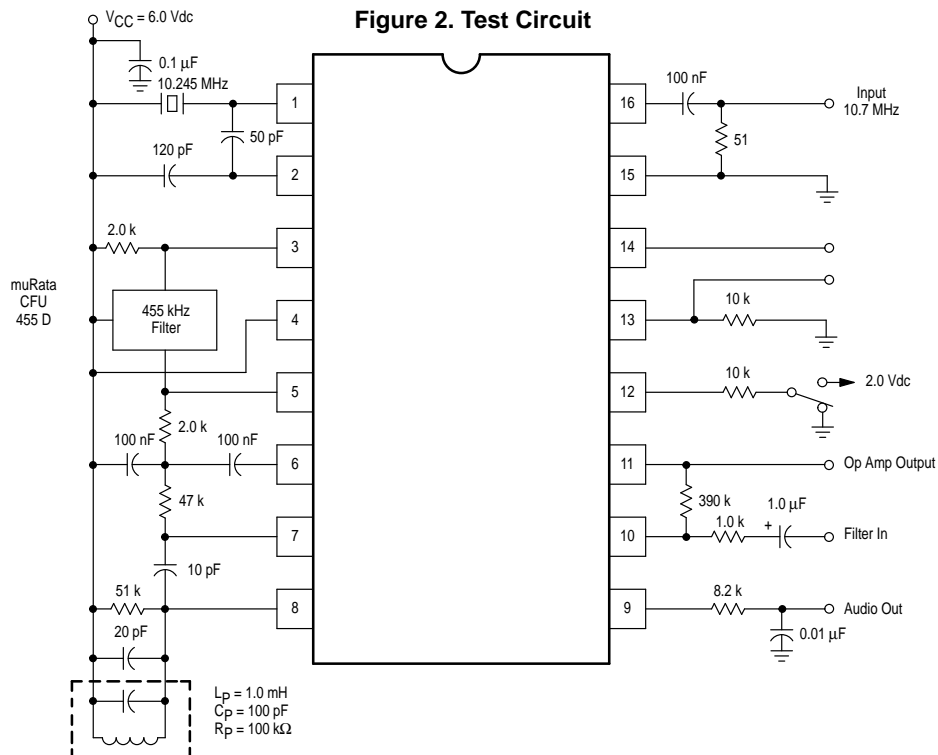 Figure 2. Test Circuit
VCC = 6.0 Vdc
0.1 µF
10.245 MHz
50 pF
120 pF
1
2
2.0 k
3
muRata
CFU
455 D
455 kHz
Filter
4
5
2.0 k
100 nF
100 nF
6
47 k
7
10 pF
51 k
8
20 pF
LP = 1.0 mH
CP = 100 pF
RP = 100 kΩ
16
100 nF
Input
10.7 MHz
51
15
14
13
10 k
12
10 k
2.0 Vdc
11
Op Amp Output
390 k
1.0 µF
10
1.0 k
+
Filter In
9
8.2 k
Audio Out
0.01 µF